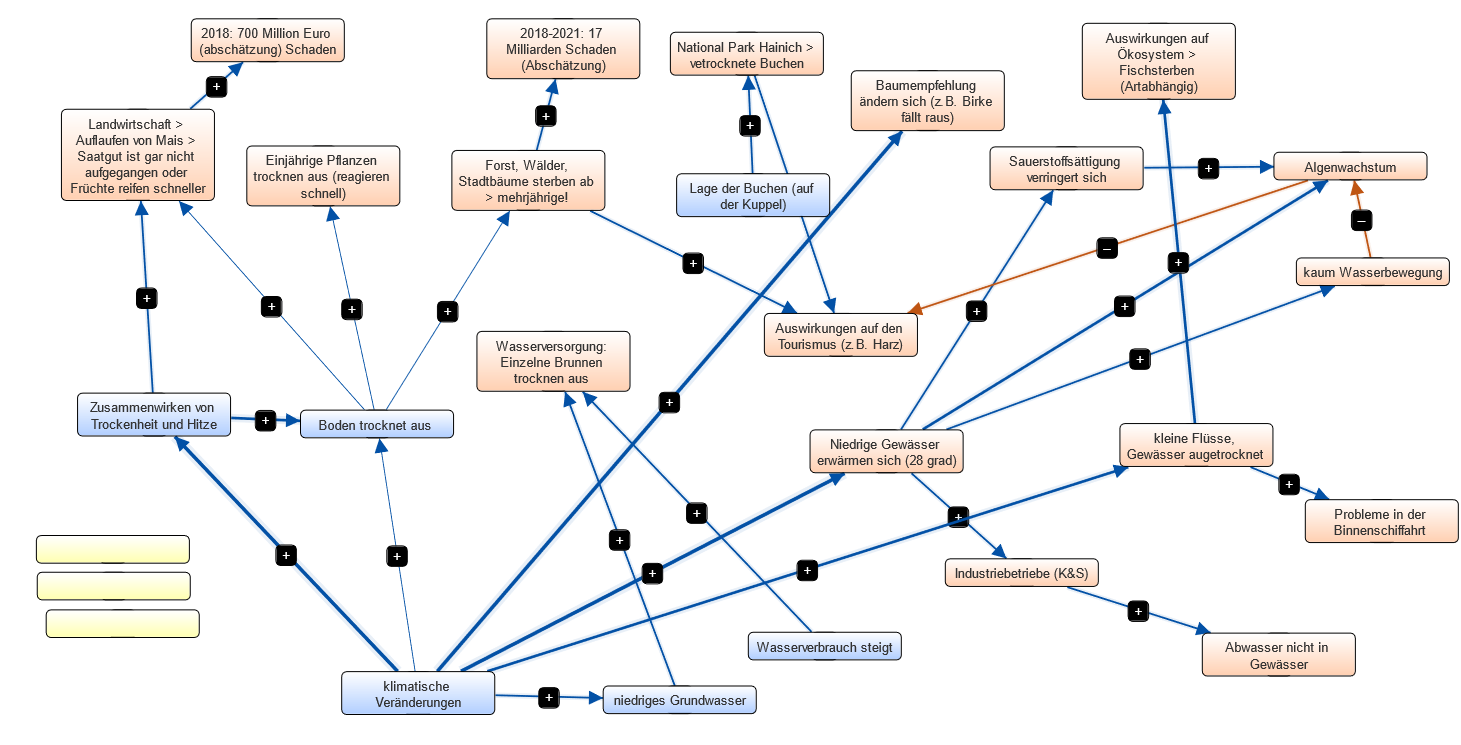 2018: 700 Million Euro
(abschätzung) Schaden
2018-2021: 17
Milliarden Schaden
(Abschätzung)
National Park Hainich >
vetrocknete Buchen
Auswirkungen auf
Ökosystem >
Fischsterben
(Artabhängig)
Baumempfehlung
ändern sich (z.B. Birke
fällt raus)
Landwirtschaft >
Auflaufen von Mais >
Saatgut ist gar nicht
aufgegangen oder
Früchte reifen schneller
Einjährige Pflanzen
trocknen aus (reagieren
schnell)
Forst, Wälder,
Stadtbäume sterben ab
> mehrjährige!
Lage der Buchen (auf
der Kuppel)
Sauerstoffsättigung
verringert sich
Algenwachstum
kaum Wasserbewegung
Auswirkungen auf den
Tourismus (z.B. Harz)
Wasserversorgung:
Einzelne Brunnen
trocknen aus
Zusammenwirken von
Trockenheit und Hitze
Boden trocknet aus
Niedrige Gewässer
erwärmen sich (28 grad)
kleine Flüsse,
Gewässer augetrocknet
Probleme in der
Binnenschiffahrt
Industriebetriebe (K&S)
Abwasser nicht in
Gewässer
Wasserverbrauch steigt
klimatische
Veränderungen
niedriges Grundwasser